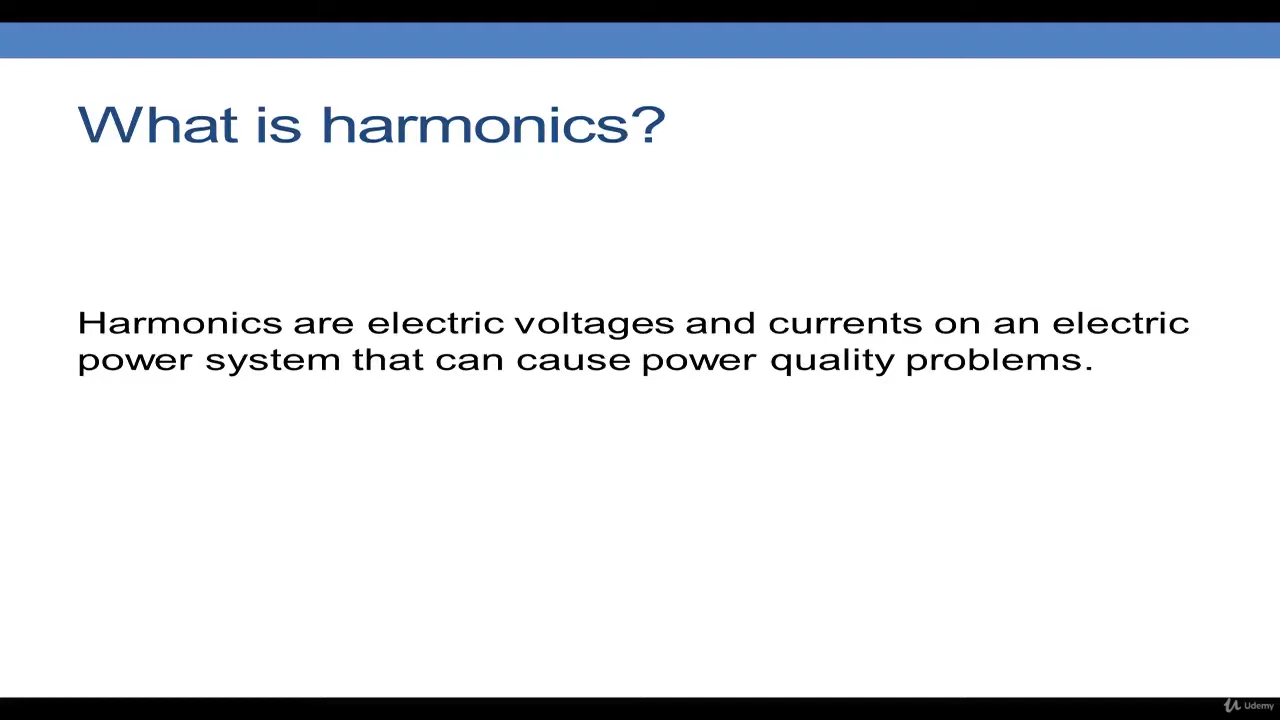 What is harmonics?
Harmonics are electric voltages and currents on an electric
power system that can cause power quality problems.
Udemy